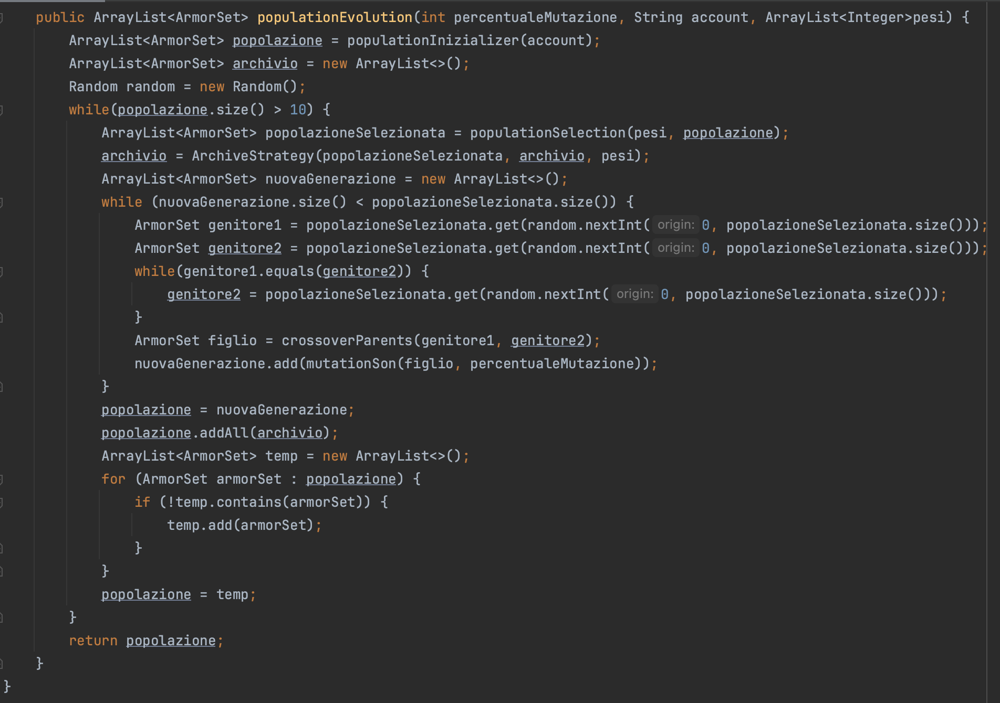 public ArrayList<ArmorSet> populationEvolution(int percentualeMutazione, String account, ArrayList<Integer>pesi) {
ArrayList<ArmorSet> popolazione = populationInizializer(account);
ArrayList<ArmorSet> archivio = new ArrayList<>();
Random random = new Random();
while(popolazione.size() > 10) {
ArrayList<ArmorSet> popolazioneSelezionata = populationSelection(pesi, popolazione);
archivio = ArchiveStrategy(popolazioneSelezionata, archivio, pesi);
ArrayList<ArmorSet> nuovaGenerazione = new ArrayList<>();
while (nuovaGenerazione.size() < popolazioneSelezionata.size()) {
ArmorSet genitore1 = popolazioneSelezionata.get(random.nextInt( origin: 0, popolazioneSelezionata.size()));
ArmorSet genitore2 = popolazioneSelezionata.get(random.nextInt( origin: 0, popolazioneSelezionata.size()));
while(genitore1.equals(genitore2)) {
genitore2 = popolazioneSelezionata.get(random.nextInt( origin: 0, popolazioneSelezionata.size()));
}
ArmorSet figlio = crossoverParents(genitore1, genitore2);
nuovaGenerazione.add(mutationSon(figlio, percentualeMutazione));
}
popolazione = nuovaGenerazione;
popolazione.addAll(archivio);
ArrayList<ArmorSet> temp = new ArrayList<>();
for (ArmorSet armorSet : popolazione) {
if (!temp.contains(armorSet)) {
temp.add(armorSet);
}
}
popolazione = temp;
}
return popolazione;
}
}